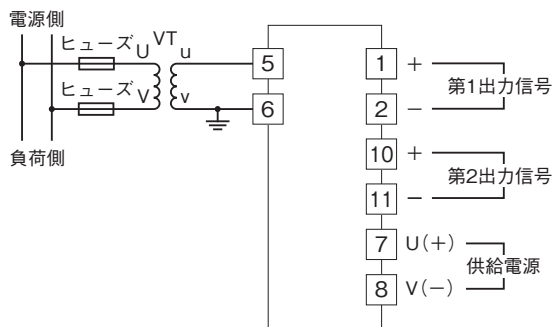 電源側
ヒューズ U VT u
ヒューズ V v
負荷側
5
6
1 +
2 −
第1出力信号
10 +
11 −
第2出力信号
7 U(+)
8 V(−)
供給電源